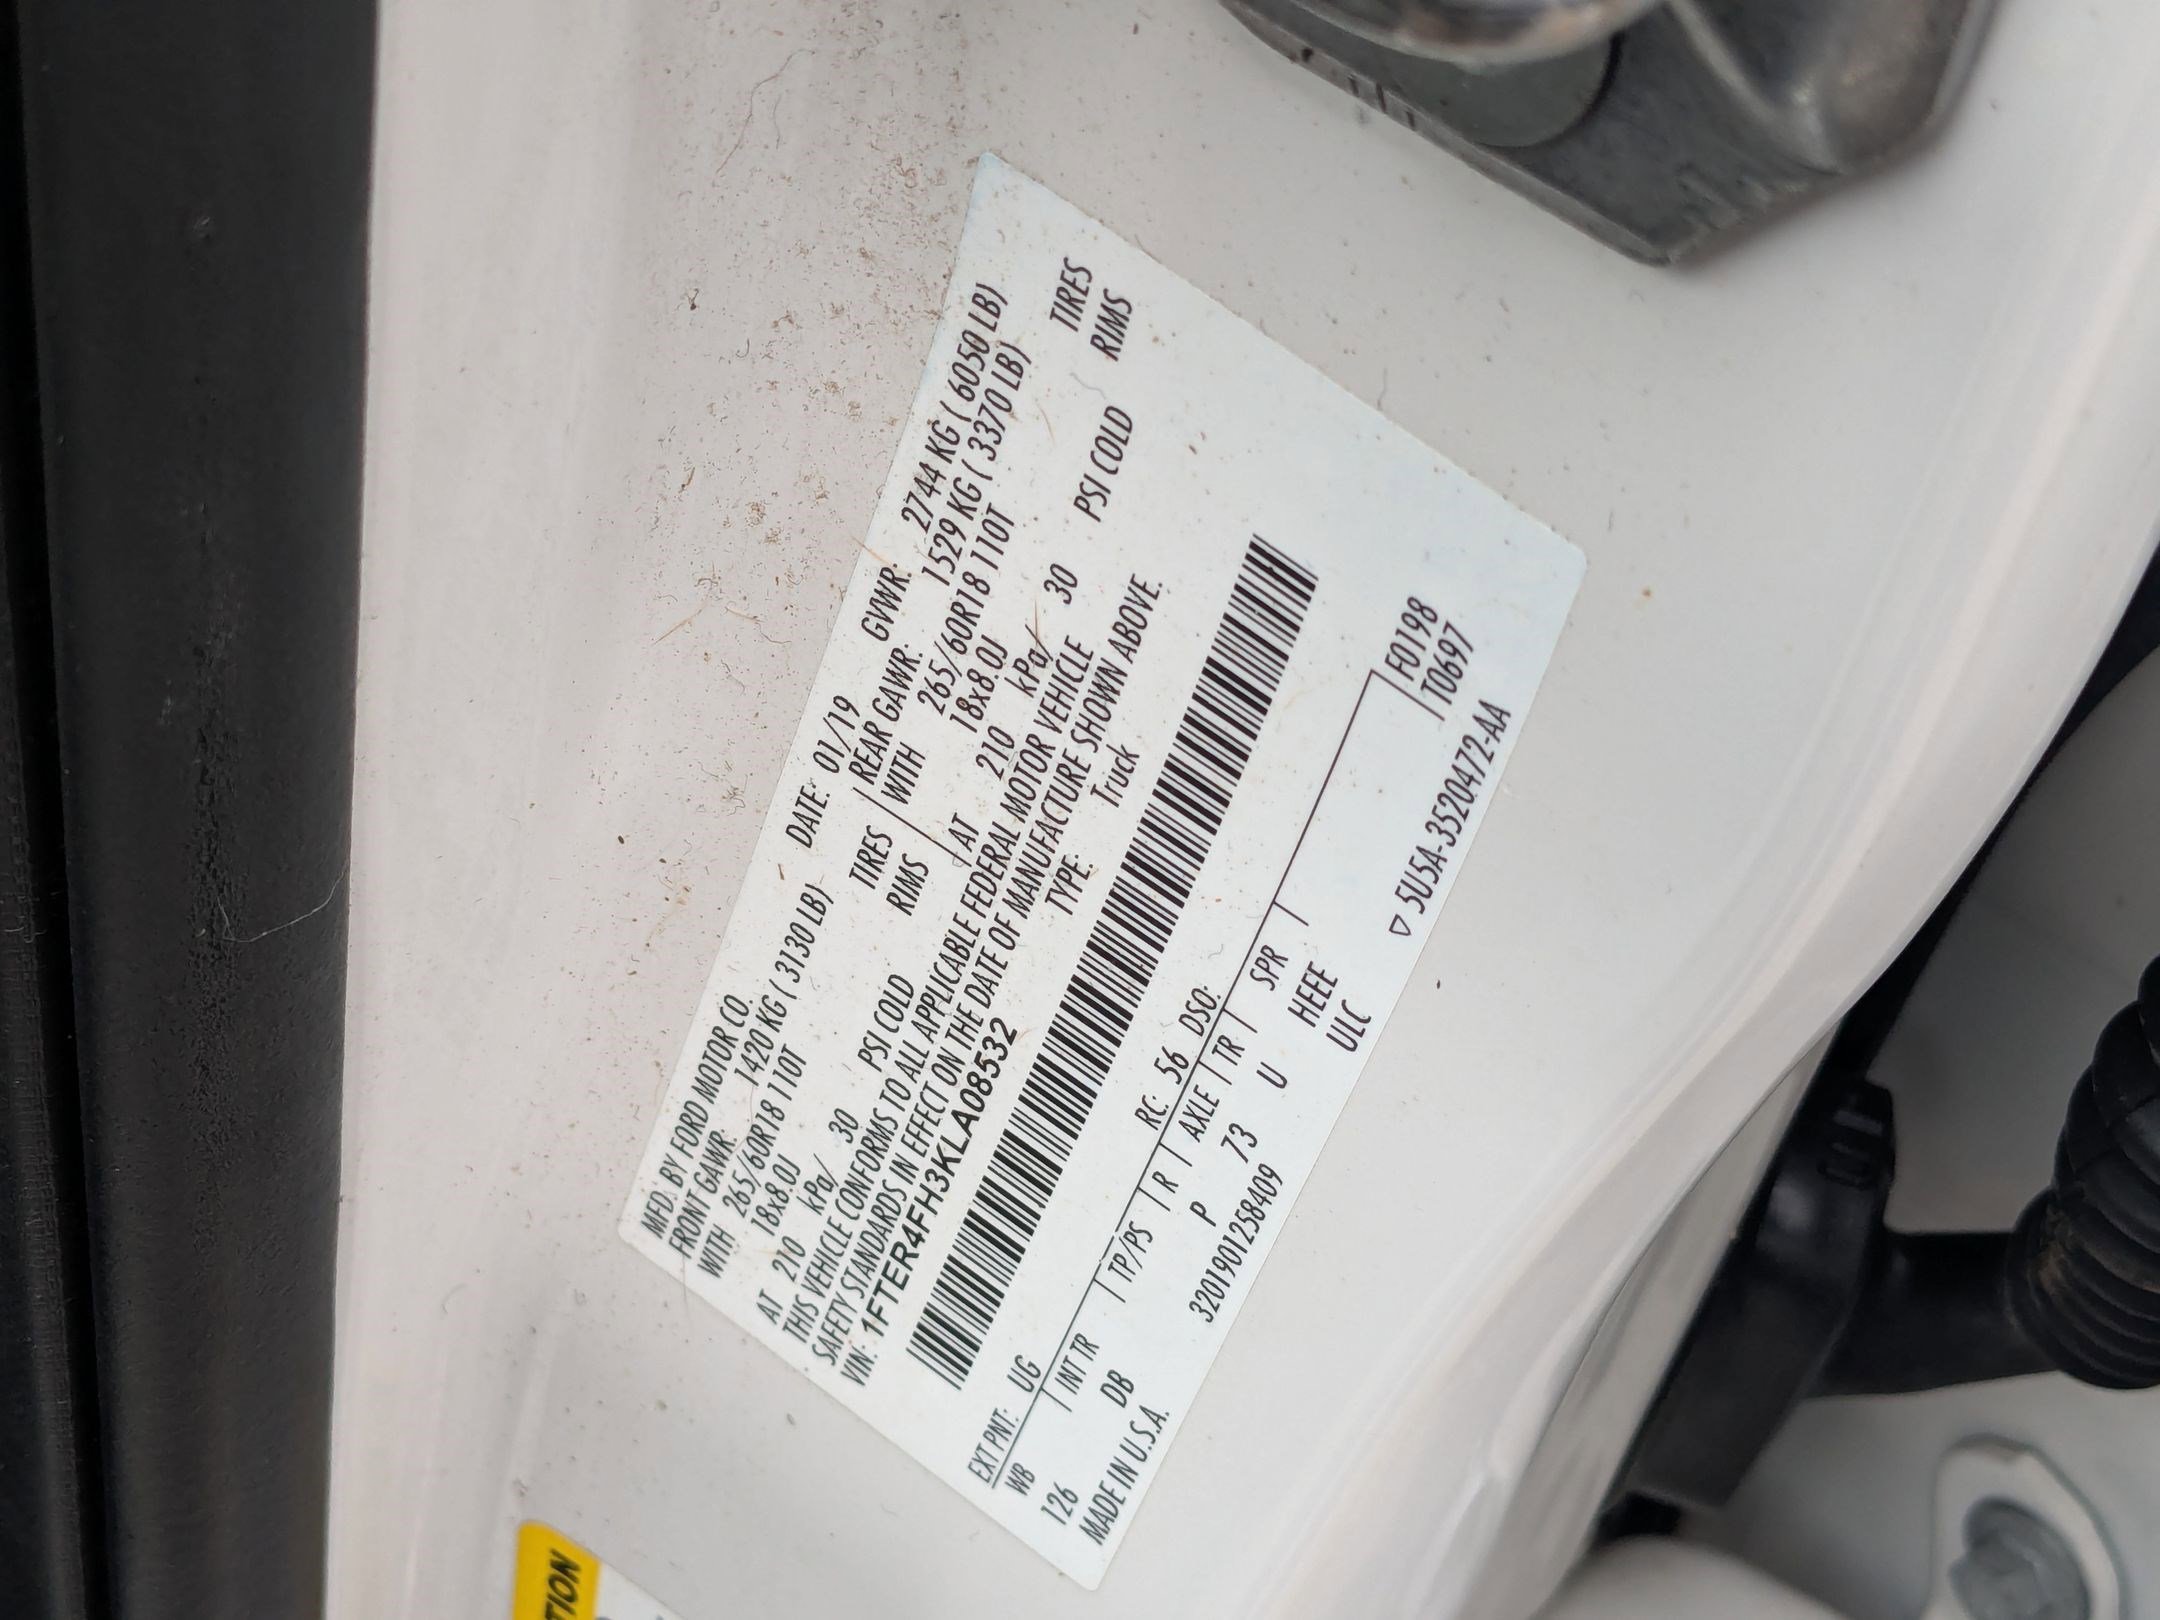 MFD. BY FORD MOTOR CO.
DATE: 01/19 GVWR: 2744 KG ( 6050 LB)
FRONT GAWR: 1420 KG ( 3130 LB) REAR GAWR: 1529 KG ( 3370 LB)
WITH 265/60R18 110T TIRES WITH 265/60R18 110T TIRES
18x8.0J RIMS 18x8.0J RIMS
AT 210 kPa/ 30 PSI COLD AT 210 kPa/ 30 PSI COLD
THIS VEHICLE CONFORMS TO ALL APPLICABLE FEDERAL MOTOR VEHICLE
SAFETY STANDARDS IN EFFECT ON THE DATE OF MANUFACTURE SHOWN ABOVE.
VIN: 1FTER4FH3KLA08532 TYPE: Truck
EXT PNT: UG RC: 56 DSO:
WB INT TR TP/PS R AXLE TR SPR F0198
126 DB P 73 U HEEE T0697
MADE IN U.S.A. 3201901258409 ULC
▽ 5U5A-3520472-AA
TION